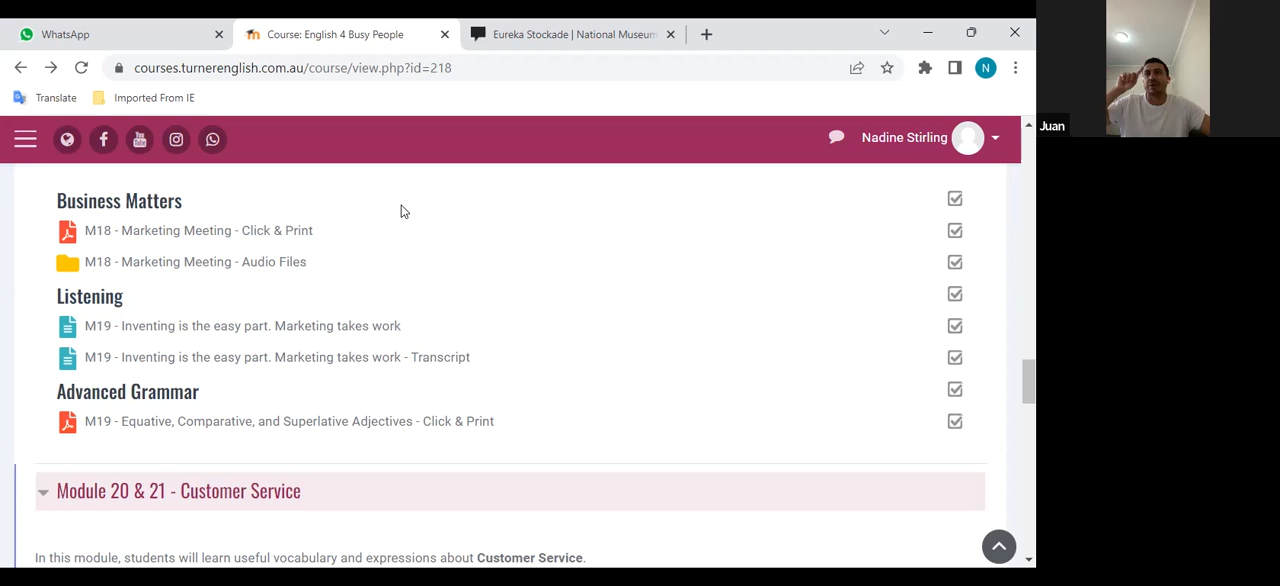 WhatsApp
Course: English 4 Busy People
Eureka Stockade | National Museum
courses.turnerenglish.com.au/course/view.php?id=218
N
Translate
Imported From IE
Juan
Nadine Stirling
Business Matters
M18 - Marketing Meeting - Click & Print
M18 - Marketing Meeting - Audio Files
Listening
M19 - Inventing is the easy part. Marketing takes work
M19 - Inventing is the easy part. Marketing takes work - Transcript
Advanced Grammar
M19 - Equative, Comparative, and Superlative Adjectives - Click & Print
Module 20 & 21 - Customer Service
In this module, students will learn useful vocabulary and expressions about Customer Service.